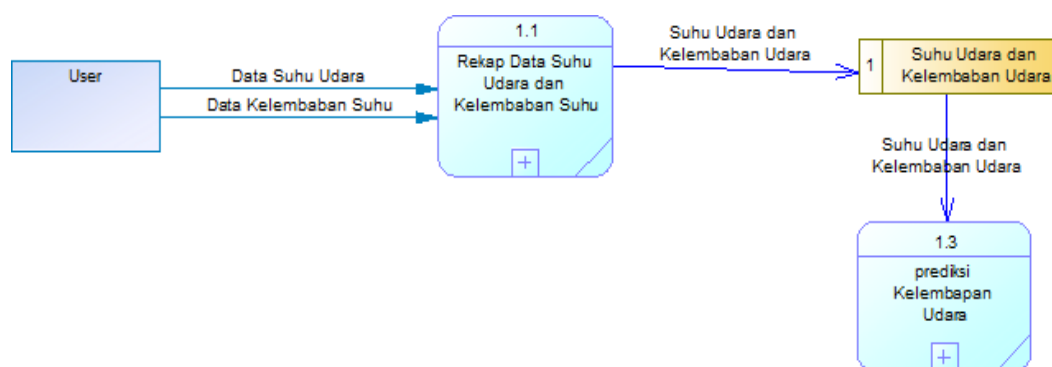 User
Data Suhu Udara
Data Kelembaban Suhu
1.1
Rekap Data Suhu
Udara dan
Kelembaban Suhu
Suhu Udara dan
Kelembaban Udara
1
Suhu Udara dan
Kelembaban Udara
Suhu Udara dan
Kelembaban Udara
1.3
prediksi
Kelembapan
Udara